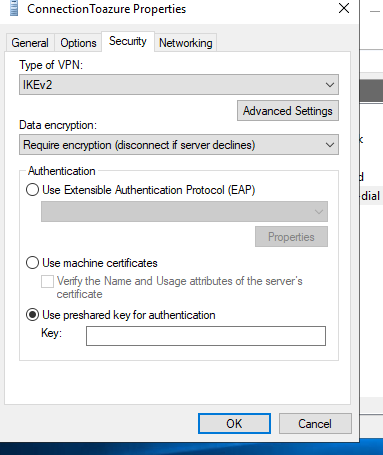 ConnectionToazure Properties
General Options Security Networking
Type of VPN:
IKEv2
Advanced Settings
Data encryption:
Require encryption (disconnect if server declines)
Authentication
Use Extensible Authentication Protocol (EAP)
Properties
Use machine certificates
Verify the Name and Usage attributes of the server's
certificate
Use preshared key for authentication
Key:
OK Cancel
edial